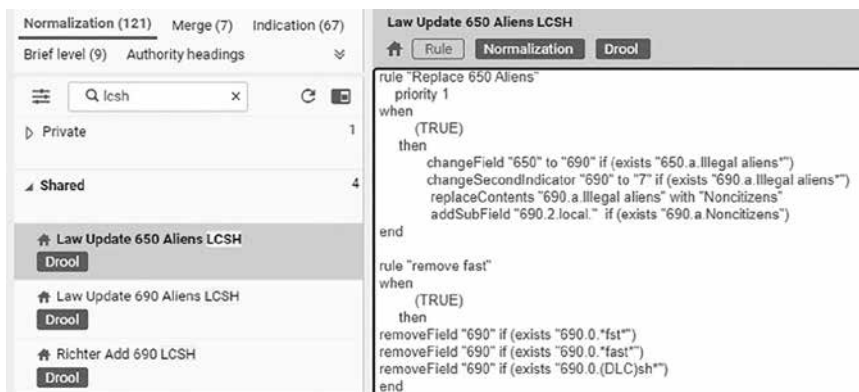 Normalization (121) Merge (7) Indication (67)
Brief level (9) Authority headings
lcsh
Private 1
Shared 4
Law Update 650 Aliens LCSH
Drool
Law Update 690 Aliens LCSH
Drool
Richter Add 690 LCSH
Drool
Law Update 650 Aliens LCSH
Rule Normalization Drool
rule "Replace 650 Aliens"
priority 1
when
(TRUE)
then
changeField "650" to "690" if (exists "650.a.Illegal aliens*")
changeSecondIndicator "690" to "7" if (exists "690.a.Illegal aliens*")
replaceContents "690.a.Illegal aliens" with "Noncitizens"
addSubField "690.2.local." if (exists "690.a.Noncitizens")
end
rule "remove fast"
when
(TRUE)
then
removeField "690" if (exists "690.0.*fst*")
removeField "690" if (exists "690.0.*fast*")
removeField "690" if (exists "690.0.(DLC)sh*")
end